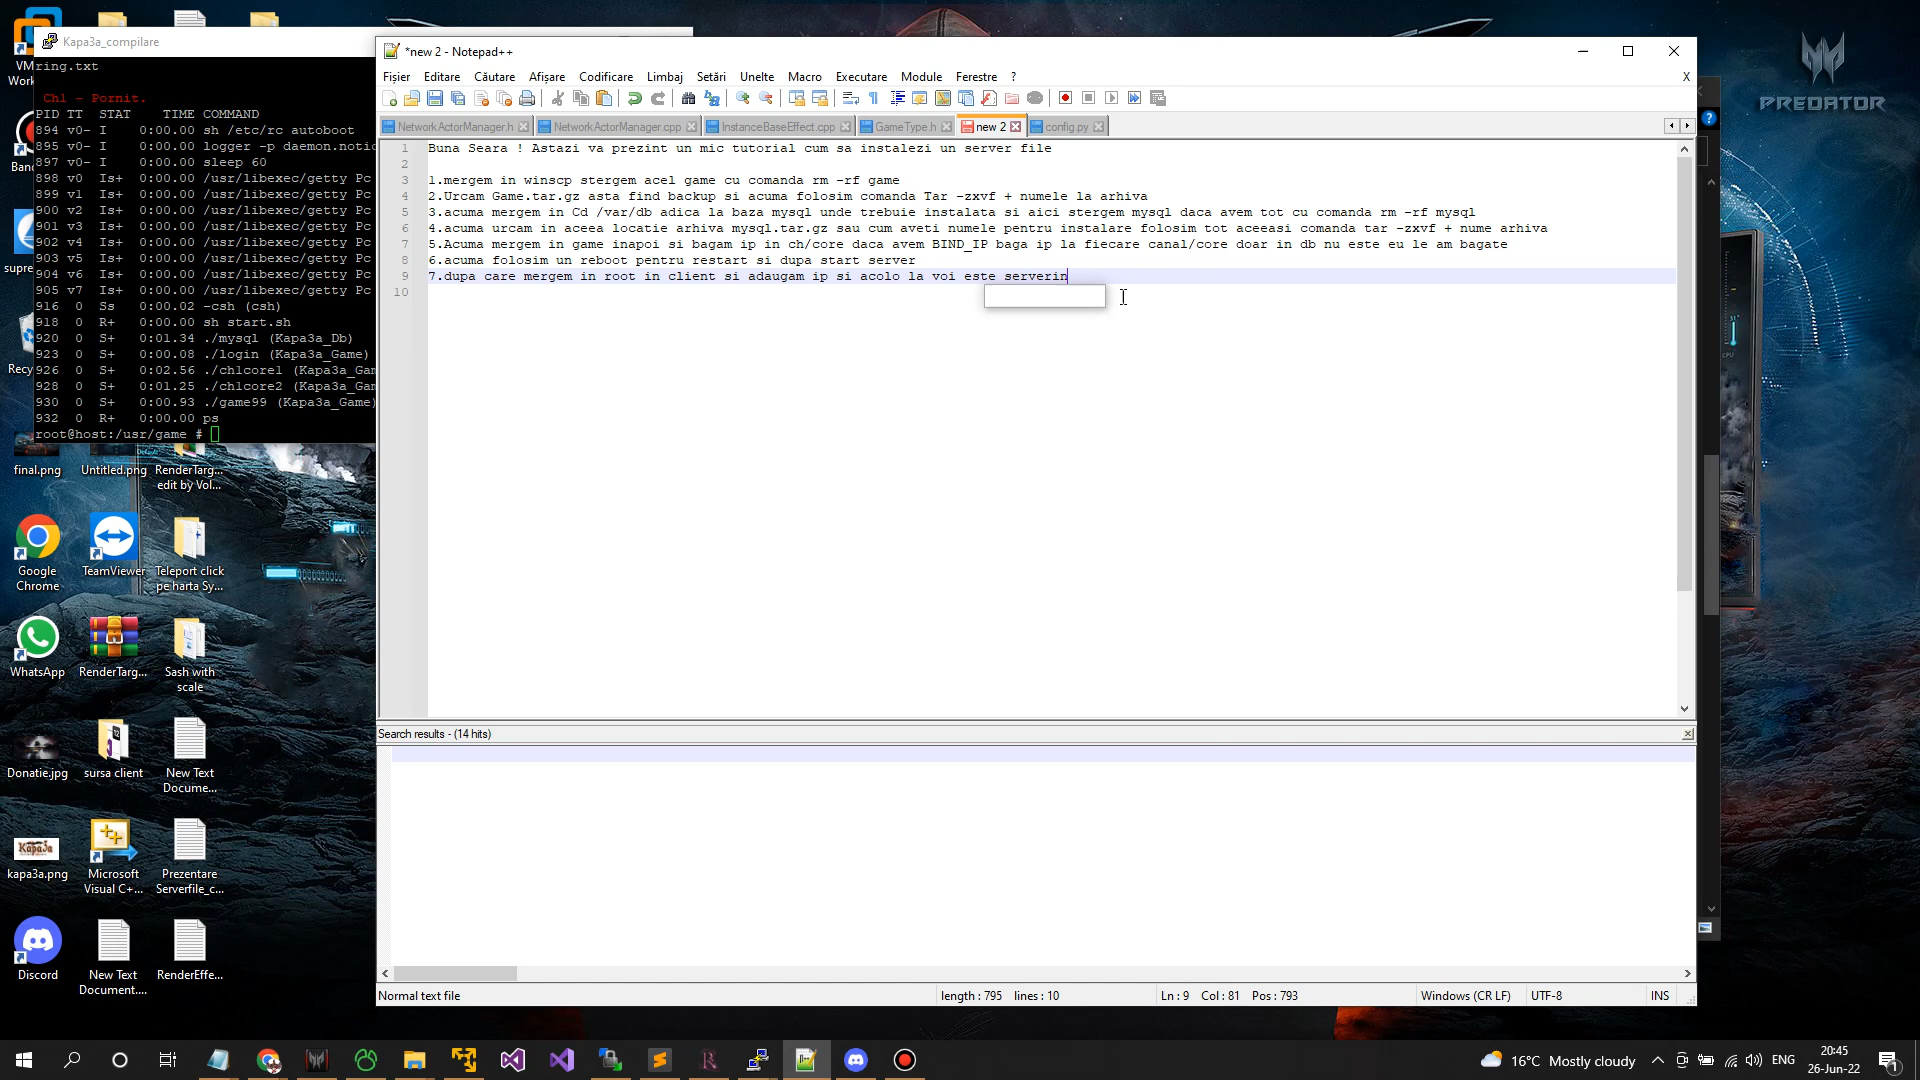 Kapa3a_compilare
ring.txt
Ch1 - Pornit.
PID TT  STAT    TIME COMMAND
894 v0- I    0:00.00 sh /etc/rc autoboot
895 v0- I    0:00.00 logger -p daemon.notic
897 v0- I    0:00.00 sleep 60
898 v0  Is+  0:00.00 /usr/libexec/getty Pc
899 v1  Is+  0:00.00 /usr/libexec/getty Pc
900 v2  Is+  0:00.00 /usr/libexec/getty Pc
901 v3  Is+  0:00.00 /usr/libexec/getty Pc
902 v4  Is+  0:00.00 /usr/libexec/getty Pc
903 v5  Is+  0:00.00 /usr/libexec/getty Pc
904 v6  Is+  0:00.00 /usr/libexec/getty Pc
905 v7  Is+  0:00.00 /usr/libexec/getty Pc
916  0  Ss   0:00.02 -csh (csh)
918  0  R+   0:00.00 sh start.sh
920  0  S+   0:01.34 ./mysql (Kapa3a_Db)
923  0  S+   0:00.08 ./login (Kapa3a_Game)
926  0  S+   0:02.56 ./ch1core1 (Kapa3a_Gam
928  0  S+   0:01.25 ./ch1core2 (Kapa3a_Gam
930  0  S+   0:00.93 ./game99 (Kapa3a_Game)
932  0  R+   0:00.00 ps
root@host:/usr/game #
*new 2 - Notepad++
Fișier Editare Căutare Afișare Codificare Limbaj Setări Unelte Macro Executare Module Ferestre ? X
NetworkActorManager.h NetworkActorManager.cpp InstanceBaseEffect.cpp GameType.h new 2 config.py
1 Buna Seara ! Astazi va prezint un mic tutorial cum sa instalezi un server file
2
3 1.mergem in winscp stergem acel game cu comanda rm -rf game
4 2.Urcam Game.tar.gz asta find backup si acuma folosim comanda Tar -zxvf + numele la arhiva
5 3.acuma mergem in Cd /var/db adica la baza mysql unde trebuie instalata si aici stergem mysql daca avem tot cu comanda rm -rf mysql
6 4.acuma urcam in aceea locatie arhiva mysql.tar.gz sau cum aveti numele pentru instalare folosim tot aceeasi comanda tar -zxvf + nume arhiva
7 5.Acuma mergem in game inapoi si bagam ip in ch/core daca avem BIND_IP baga ip la fiecare canal/core doar in db nu este eu le am bagate
8 6.acuma folosim un reboot pentru restart si dupa start server
9 7.dupa care mergem in root in client si adaugam ip si acolo la voi este serverin
10
Search results - (14 hits)
Normal text file length : 795 lines : 10 Ln : 9 Col : 81 Pos : 793 Windows (CR LF) UTF-8 INS
PREDATOR
51°
CPU
VM
Work
Banc
supre
Recy
final.png
Untitled.png
RenderTarg...
edit by Vol...
Google
Chrome
TeamViewer
Teleport click
pe harta Sy...
WhatsApp
RenderTarg...
Sash with
scale
Donatie.jpg
sursa client
New Text
Docume...
kapa3a.png
Microsoft
Visual C+...
Prezentare
Serverfile_c...
Discord
New Text
Document....
RenderEffe...
16°C Mostly cloudy
ENG
20:45
26-Jun-22
1